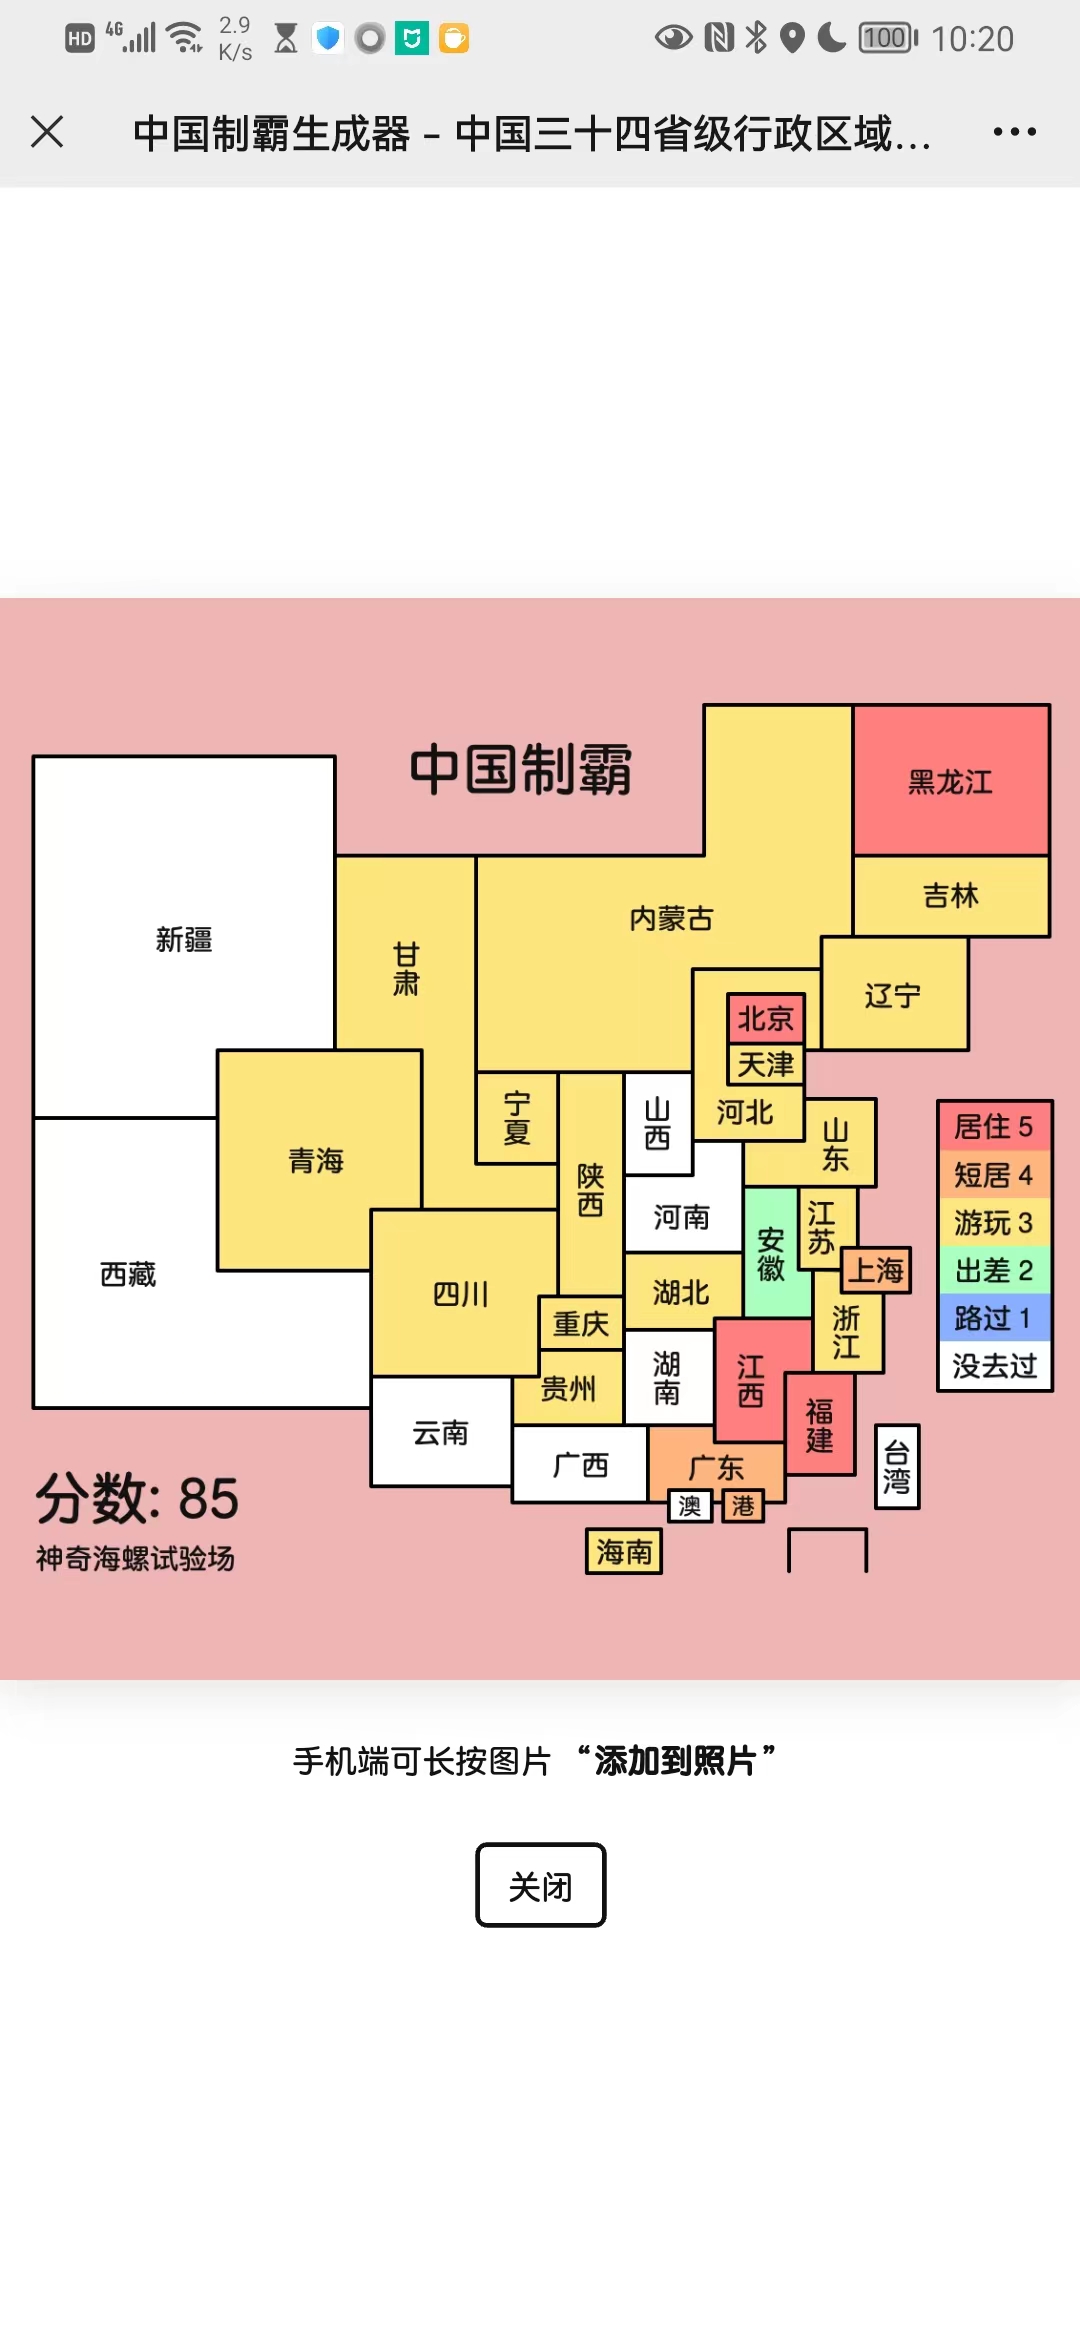 HD 4G 2.9 K/s 100 10:20
中国制霸生成器 – 中国三十四省级行政区域...
中国制霸
黑龙江
吉林
内蒙古
新疆
甘肃
辽宁
北京
天津
河北
宁夏
山西
山东
青海
陕西
河南
安徽
江苏
上海
西藏
四川
湖北
重庆
浙江
贵州
湖南
江西
福建
云南
广西
广东
台湾
澳
港
海南
居住 5
短居 4
游玩 3
出差 2
路过 1
没去过
分数: 85
神奇海螺试验场
手机端可长按图片“添加到照片”
关闭